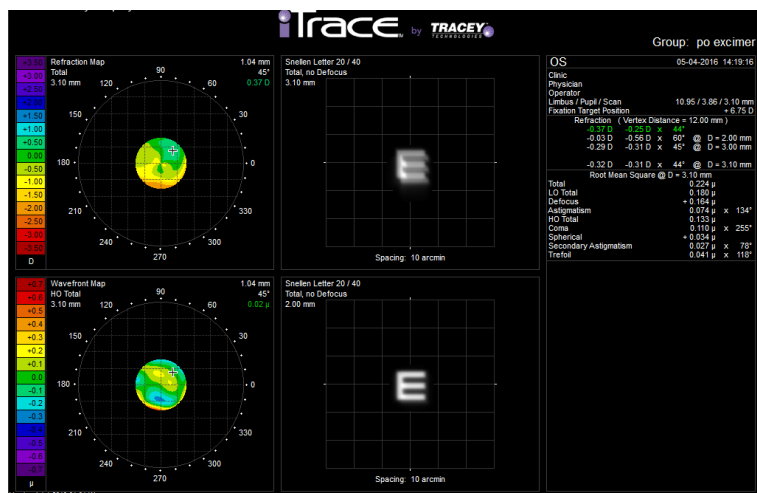 iTrace by TRACEY TECHNOLOGIES
Group: po excimer
Refraction Map 1.04 mm
Total 45°
3.10 mm 0.37 D
+3.50
+3.00
+2.50
+2.00
+1.50
+1.00
+0.50
0.00
-0.50
-1.00
-1.50
-2.00
-2.50
-3.00
-3.50
D
90
120 60
150 30
180 0
210 330
240 300
270
Snellen Letter 20 / 40
Total, no Defocus
3.10 mm
E
Spacing: 10 arcmin
OS 05-04-2016 14:19:16
Clinic
Physician
Operator
Limbus / Pupil / Scan 10.95 / 3.86 / 3.10 mm
Fixation Target Position + 6.75 D
Refraction ( Vertex Distance = 12.00 mm )
-0.37 D -0.25 D x 44°
-0.03 D -0.56 D x 60° @ D = 2.00 mm
-0.29 D -0.31 D x 45° @ D = 3.00 mm
-0.32 D -0.31 D x 44° @ D = 3.10 mm
Root Mean Square @ D = 3.10 mm
Total 0.224 µ
LO Total 0.180 µ
Defocus + 0.164 µ
Astigmatism 0.074 µ x 134°
HO Total 0.133 µ
Coma 0.110 µ x 255°
Spherical + 0.034 µ
Secondary Astigmatism 0.027 µ x 78°
Trefoil 0.041 µ x 118°
Wavefront Map 1.04 mm
HO Total 45°
3.10 mm 0.02 µ
+0.7
+0.6
+0.5
+0.4
+0.3
+0.2
+0.1
0.0
-0.1
-0.2
-0.3
-0.4
-0.5
-0.6
-0.7
µ
90
120 60
150 30
180 0
210 330
240 300
270
Snellen Letter 20 / 40
Total, no Defocus
2.00 mm
E
Spacing: 10 arcmin